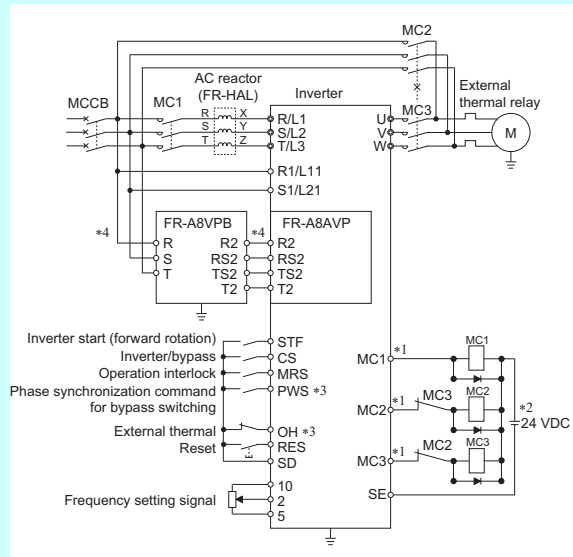 MC2
AC reactor
(FR-HAL)
Inverter
External
thermal relay
MCCB
MC1
MC3
R X
S Y
T Z
R/L1
S/L2
T/L3
U
V
W
M
R1/L11
S1/L21
*4
FR-A8VPB
*4
FR-A8AVP
R R2 R2
S RS2 RS2
T TS2 TS2
T2 T2
Inverter start (forward rotation)
STF
Inverter/bypass
CS
Operation interlock
MRS
Phase synchronization command
for bypass switching
PWS *3
External thermal
OH *3
Reset
RES
SD
Frequency setting signal
10
2
5
MC1
*1
MC1
MC2
*1
MC3
MC2
*2
24 VDC
MC3
*1
MC2
MC3
SE